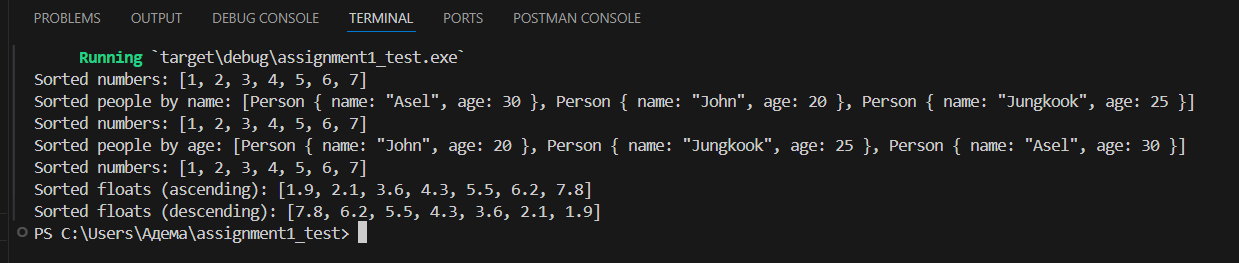 PROBLEMS OUTPUT DEBUG CONSOLE TERMINAL PORTS POSTMAN CONSOLE
Running `target\debug\assignment1_test.exe`
Sorted numbers: [1, 2, 3, 4, 5, 6, 7]
Sorted people by name: [Person { name: "Asel", age: 30 }, Person { name: "John", age: 20 }, Person { name: "Jungkook", age: 25 }]
Sorted numbers: [1, 2, 3, 4, 5, 6, 7]
Sorted people by age: [Person { name: "John", age: 20 }, Person { name: "Jungkook", age: 25 }, Person { name: "Asel", age: 30 }]
Sorted numbers: [1, 2, 3, 4, 5, 6, 7]
Sorted floats (ascending): [1.9, 2.1, 3.6, 4.3, 5.5, 6.2, 7.8]
Sorted floats (descending): [7.8, 6.2, 5.5, 4.3, 3.6, 2.1, 1.9]
PS C:\Users\Адема\assignment1_test>